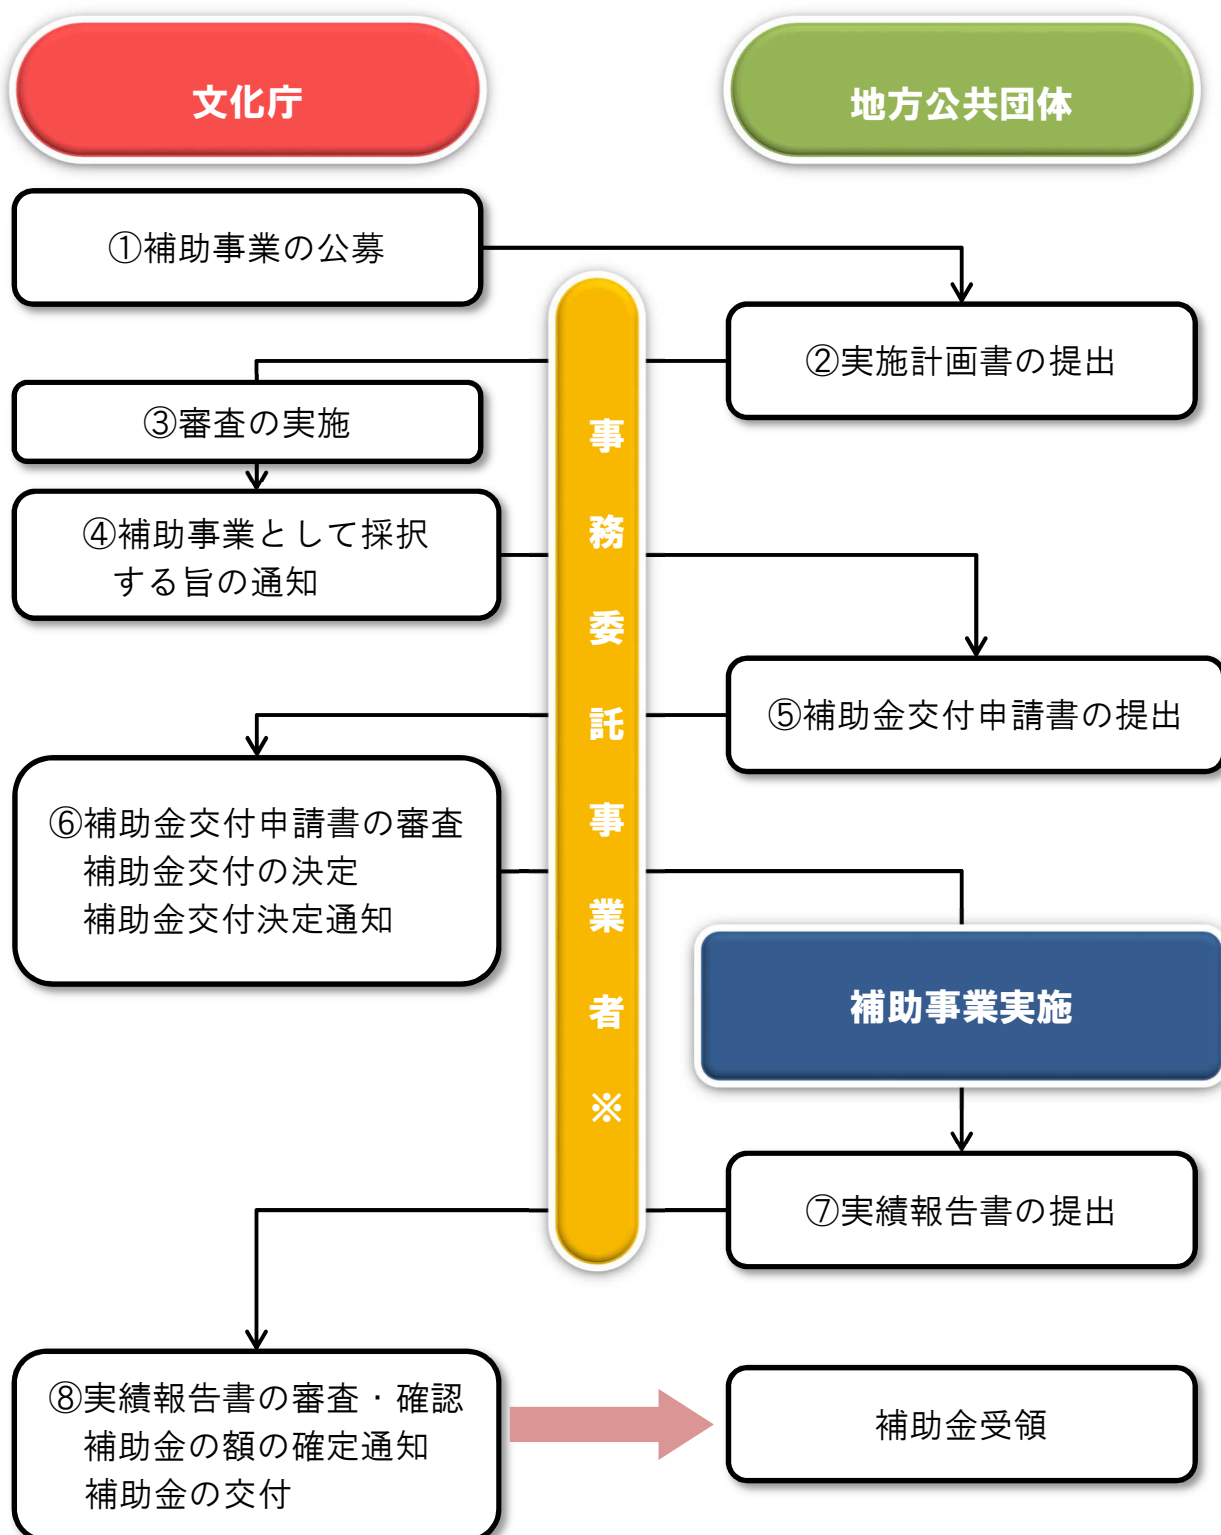 文化庁
地方公共団体
①補助事業の公募
②実施計画書の提出
③審査の実施
④補助事業として採択
する旨の通知
⑤補助金交付申請書の提出
⑥補助金交付申請書の審査
補助金交付の決定
補助金交付決定通知
事務委託事業者※
補助事業実施
⑦実績報告書の提出
⑧実績報告書の審査・確認
補助金の額の確定通知
補助金の交付
補助金受領